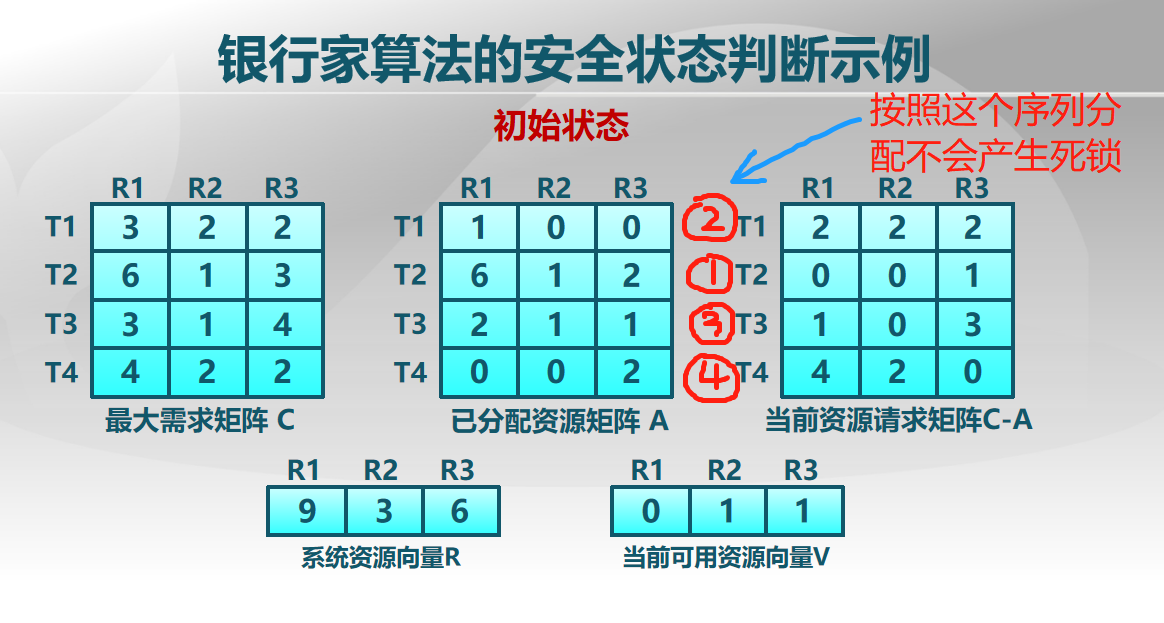 银行家算法的安全状态判断示例
初始状态
按照这个序列分
配不会产生死锁
R1 R2 R3
T1 3 2 2
T2 6 1 3
T3 3 1 4
T4 4 2 2
最大需求矩阵 C
R1 R2 R3
T1 1 0 0 2
T2 6 1 2 1
T3 2 1 1 3
T4 0 0 2 4
已分配资源矩阵 A
R1 R2 R3
T1 2 2 2
T2 0 0 1
T3 1 0 3
T4 4 2 0
当前资源请求矩阵C-A
R1 R2 R3
9 3 6
系统资源向量R
R1 R2 R3
0 1 1
当前可用资源向量V